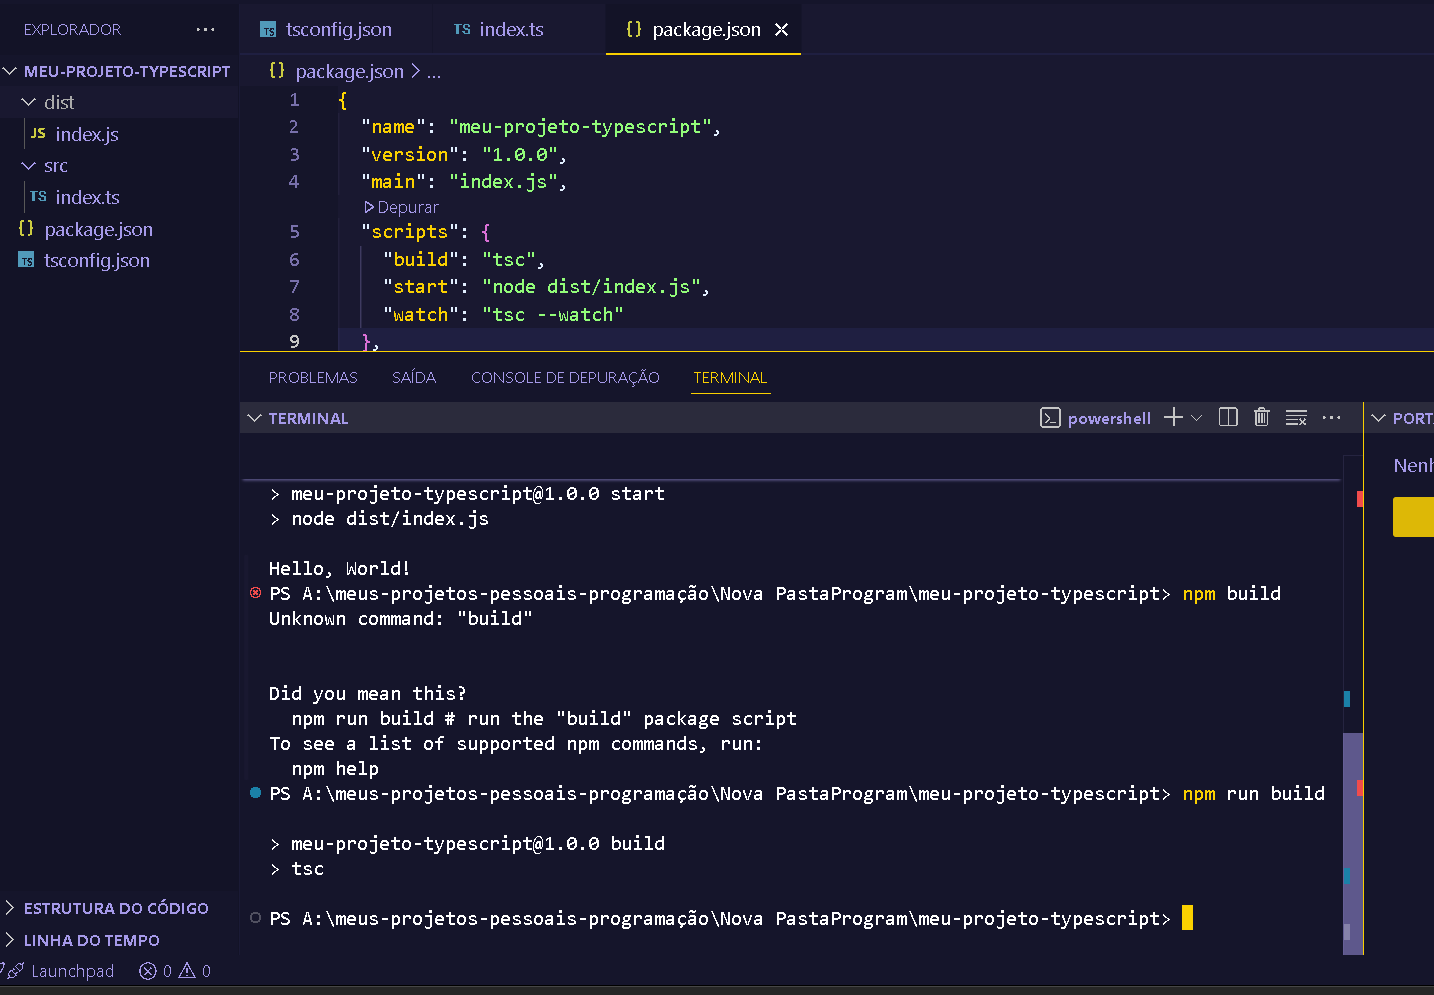 EXPLORADOR ...
MEU-PROJETO-TYPESCRIPT
dist
JS index.js
src
TS index.ts
{} package.json
TS tsconfig.json
ESTRUTURA DO CÓDIGO
LINHA DO TEMPO
Launchpad 0 0
TS tsconfig.json TS index.ts {} package.json
{} package.json > ...
1 {
2 "name": "meu-projeto-typescript",
3 "version": "1.0.0",
4 "main": "index.js",
Depurar
5 "scripts": {
6 "build": "tsc",
7 "start": "node dist/index.js",
8 "watch": "tsc --watch"
9 },
PROBLEMAS SAÍDA CONSOLE DE DEPURAÇÃO TERMINAL
TERMINAL powershell ...
> meu-projeto-typescript@1.0.0 start
> node dist/index.js
Hello, World!
PS A:\meus-projetos-pessoais-programação\Nova PastaProgram\meu-projeto-typescript> npm build
Unknown command: "build"
Did you mean this?
npm run build # run the "build" package script
To see a list of supported npm commands, run:
npm help
PS A:\meus-projetos-pessoais-programação\Nova PastaProgram\meu-projeto-typescript> npm run build
> meu-projeto-typescript@1.0.0 build
> tsc
PS A:\meus-projetos-pessoais-programação\Nova PastaProgram\meu-projeto-typescript>
PORT
Nenh